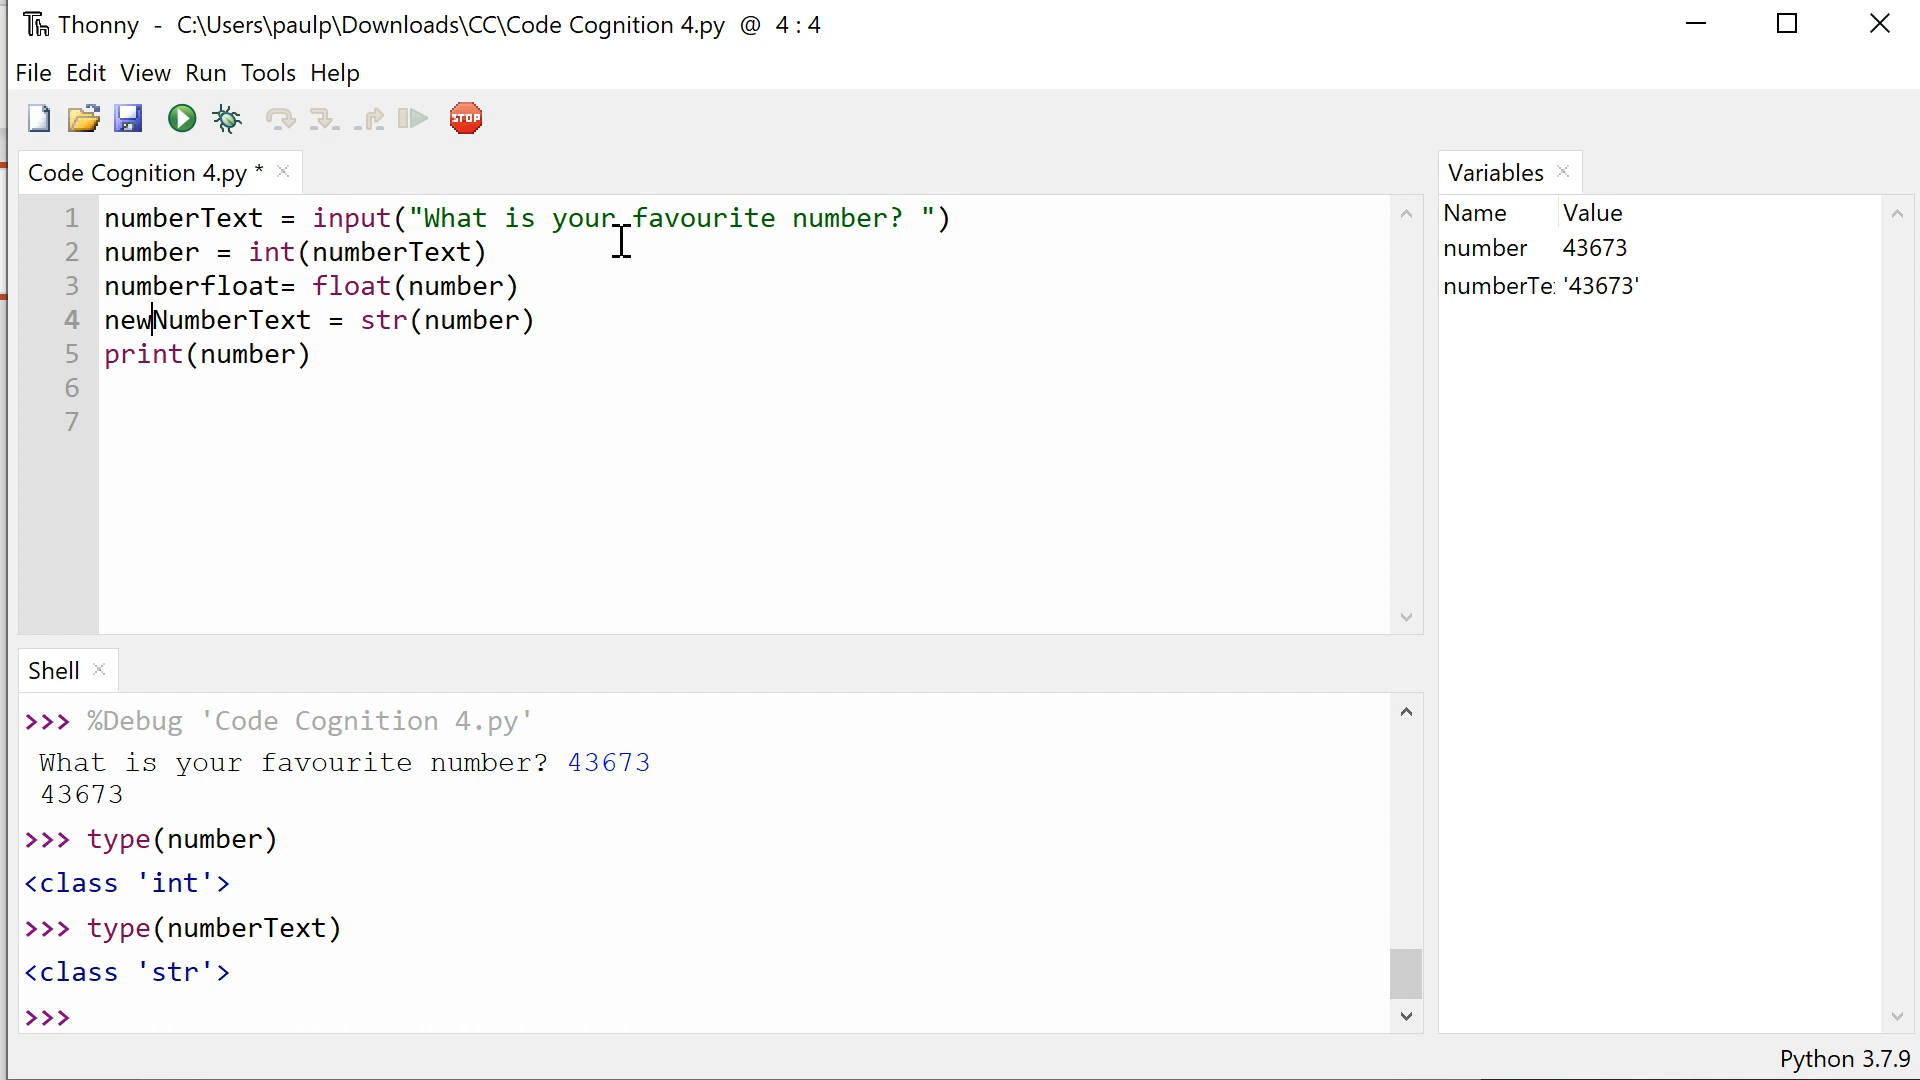 Thonny - C:\Users\paulp\Downloads\CC\Code Cognition 4.py @ 4 : 4
File Edit View Run Tools Help
STOP
Code Cognition 4.py *
1 numberText = input("What is your favourite number? ")
2 number = int(numberText)
3 numberfloat= float(number)
4 newNumberText = str(number)
5 print(number)
6
7
Variables
Name Value
number 43673
numberTe: '43673'
Shell
>>> %Debug 'Code Cognition 4.py'
What is your favourite number? 43673
43673
>>> type(number)
<class 'int'>
>>> type(numberText)
<class 'str'>
>>>
Python 3.7.9